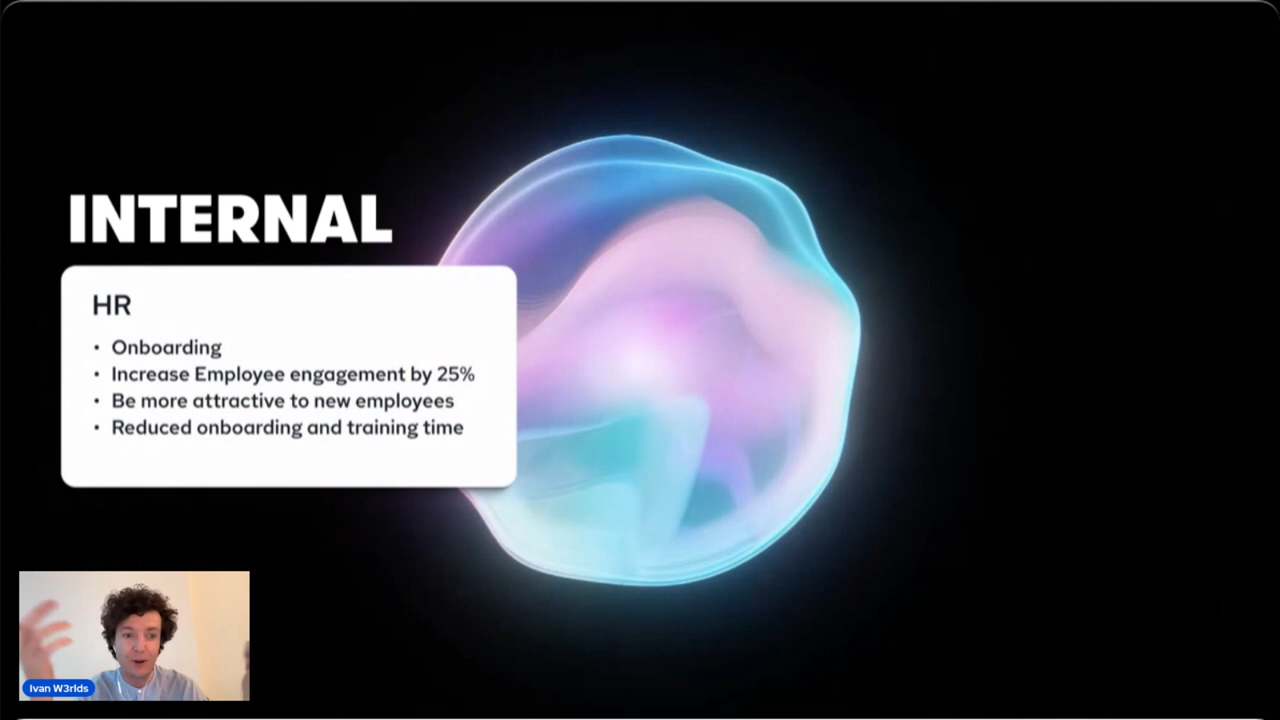 INTERNAL
HR
• Onboarding
• Increase Employee engagement by 25%
• Be more attractive to new employees
• Reduced onboarding and training time
Ivan W3rlds